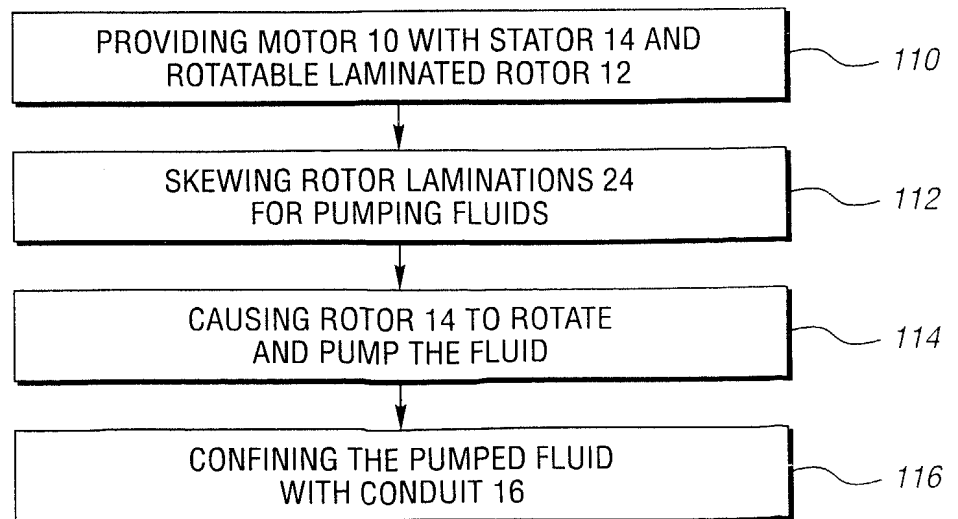 PROVIDING MOTOR 10 WITH STATOR 14 AND
ROTATABLE LAMINATED ROTOR 12
110
SKEWING ROTOR LAMINATIONS 24
FOR PUMPING FLUIDS
112
CAUSING ROTOR 14 TO ROTATE
AND PUMP THE FLUID
114
CONFINING THE PUMPED FLUID
WITH CONDUIT 16
116